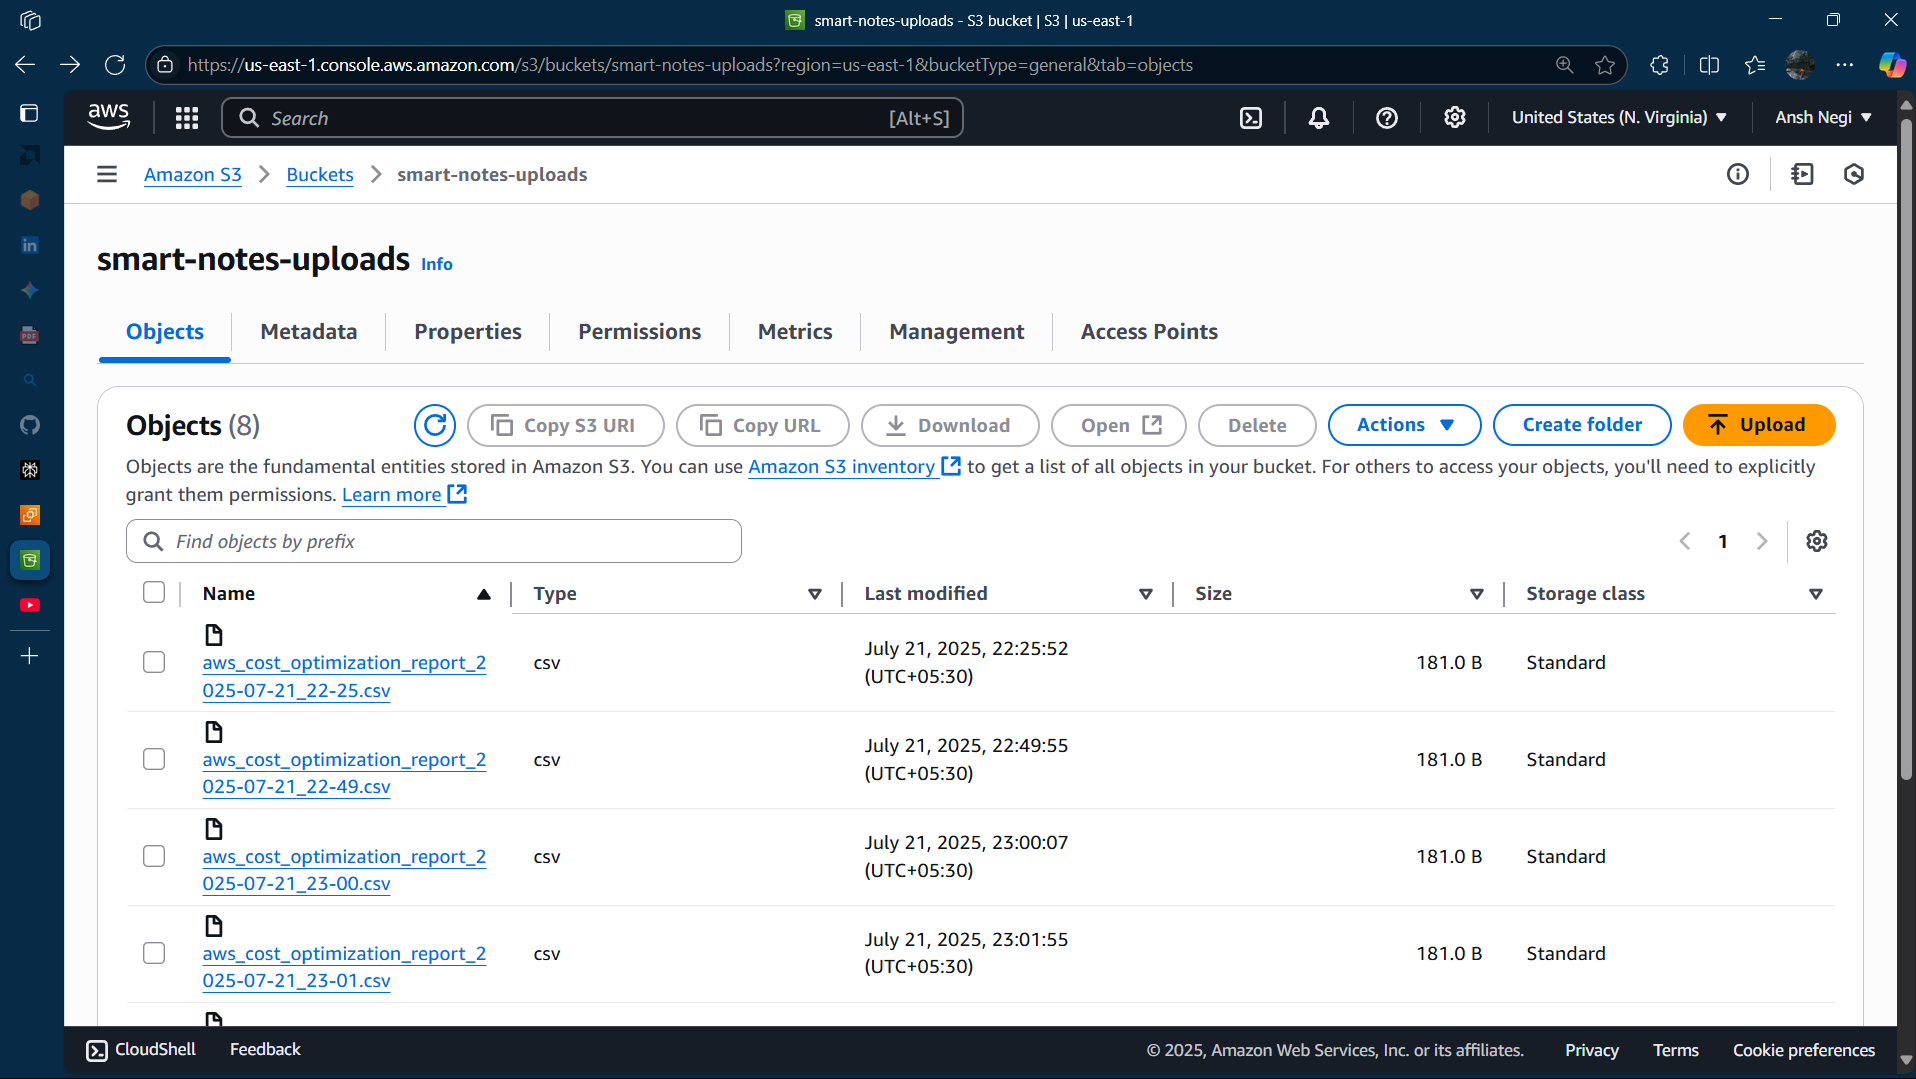 smart-notes-uploads - S3 bucket | S3 | us-east-1
https://us-east-1.console.aws.amazon.com/s3/buckets/smart-notes-uploads?region=us-east-1&bucketType=general&tab=objects
aws
Search
[Alt+S]
United States (N. Virginia)
Ansh Negi
Amazon S3
Buckets
smart-notes-uploads
smart-notes-uploads Info
Objects
Metadata
Properties
Permissions
Metrics
Management
Access Points
Objects (8)
Copy S3 URI
Copy URL
Download
Open
Delete
Actions
Create folder
Upload
Objects are the fundamental entities stored in Amazon S3. You can use Amazon S3 inventory to get a list of all objects in your bucket. For others to access your objects, you'll need to explicitly
grant them permissions. Learn more
Find objects by prefix
1
Name
Type
Last modified
Size
Storage class
aws_cost_optimization_report_2
025-07-21_22-25.csv
csv
July 21, 2025, 22:25:52
(UTC+05:30)
181.0 B
Standard
aws_cost_optimization_report_2
025-07-21_22-49.csv
csv
July 21, 2025, 22:49:55
(UTC+05:30)
181.0 B
Standard
aws_cost_optimization_report_2
025-07-21_23-00.csv
csv
July 21, 2025, 23:00:07
(UTC+05:30)
181.0 B
Standard
aws_cost_optimization_report_2
025-07-21_23-01.csv
csv
July 21, 2025, 23:01:55
(UTC+05:30)
181.0 B
Standard
CloudShell
Feedback
© 2025, Amazon Web Services, Inc. or its affiliates.
Privacy
Terms
Cookie preferences
in
PDF